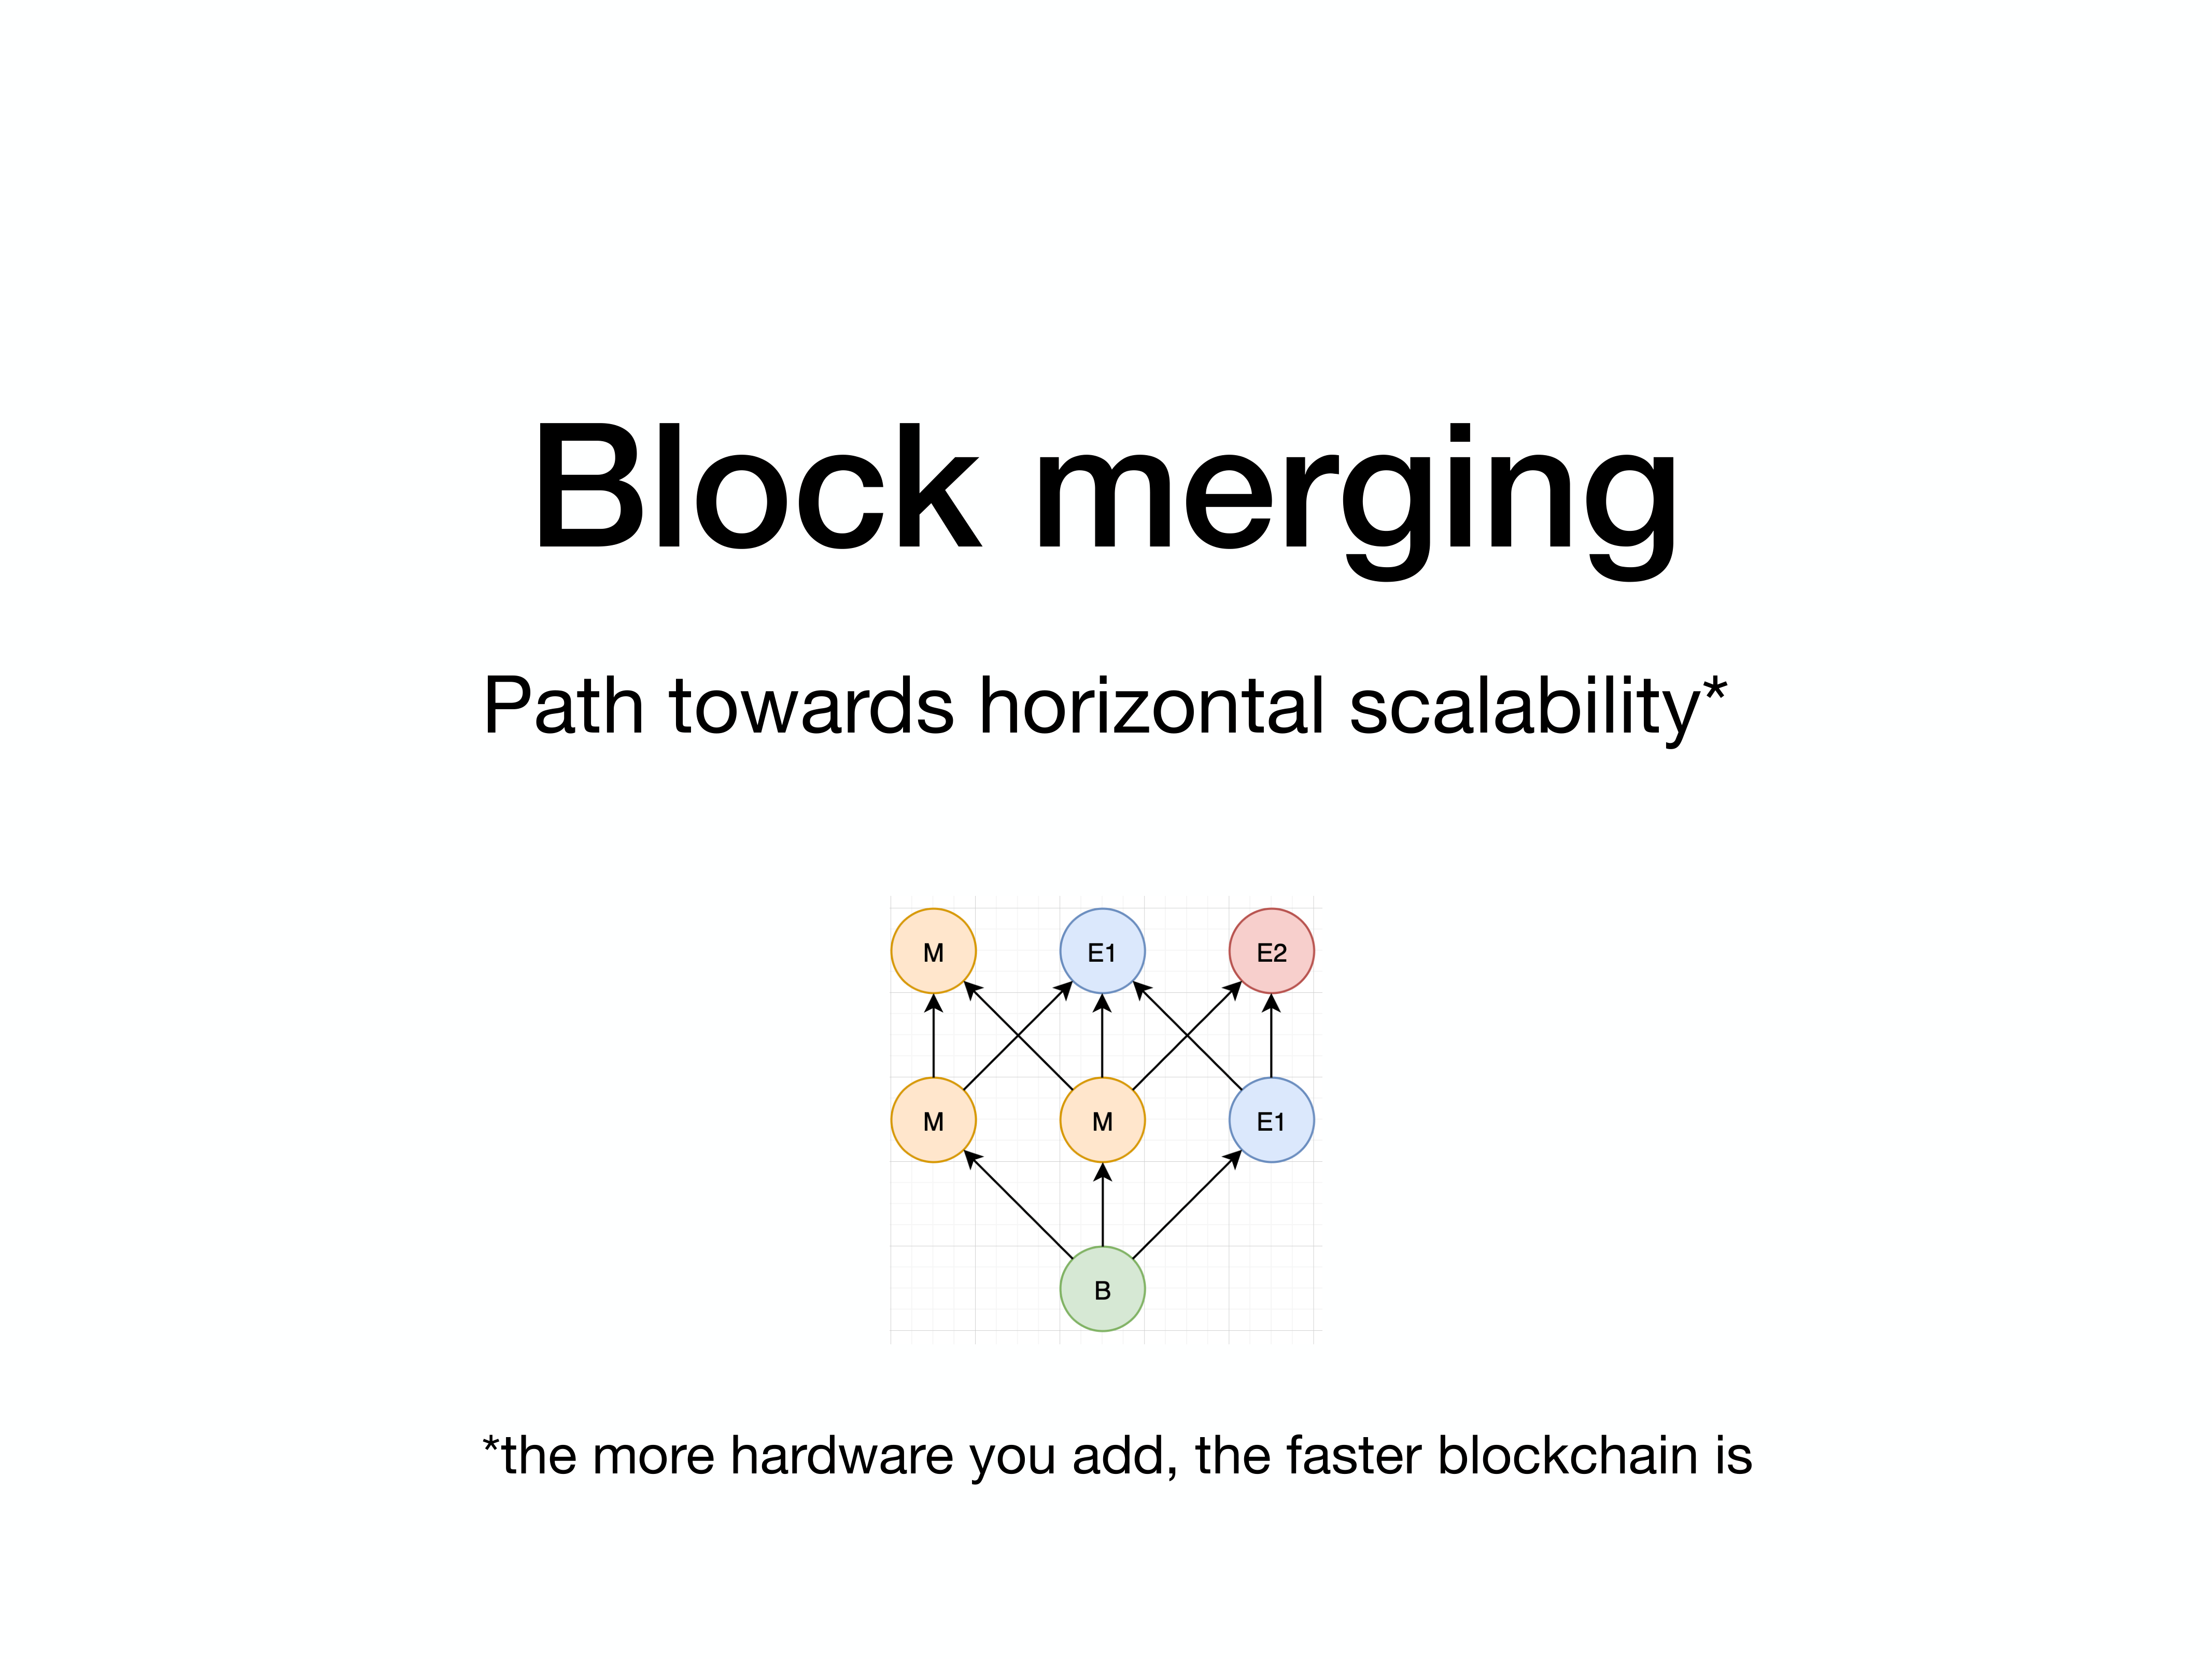 Block merging
Path towards horizontal scalability*
M E1 E2
M M E1
B
*the more hardware you add, the faster blockchain is